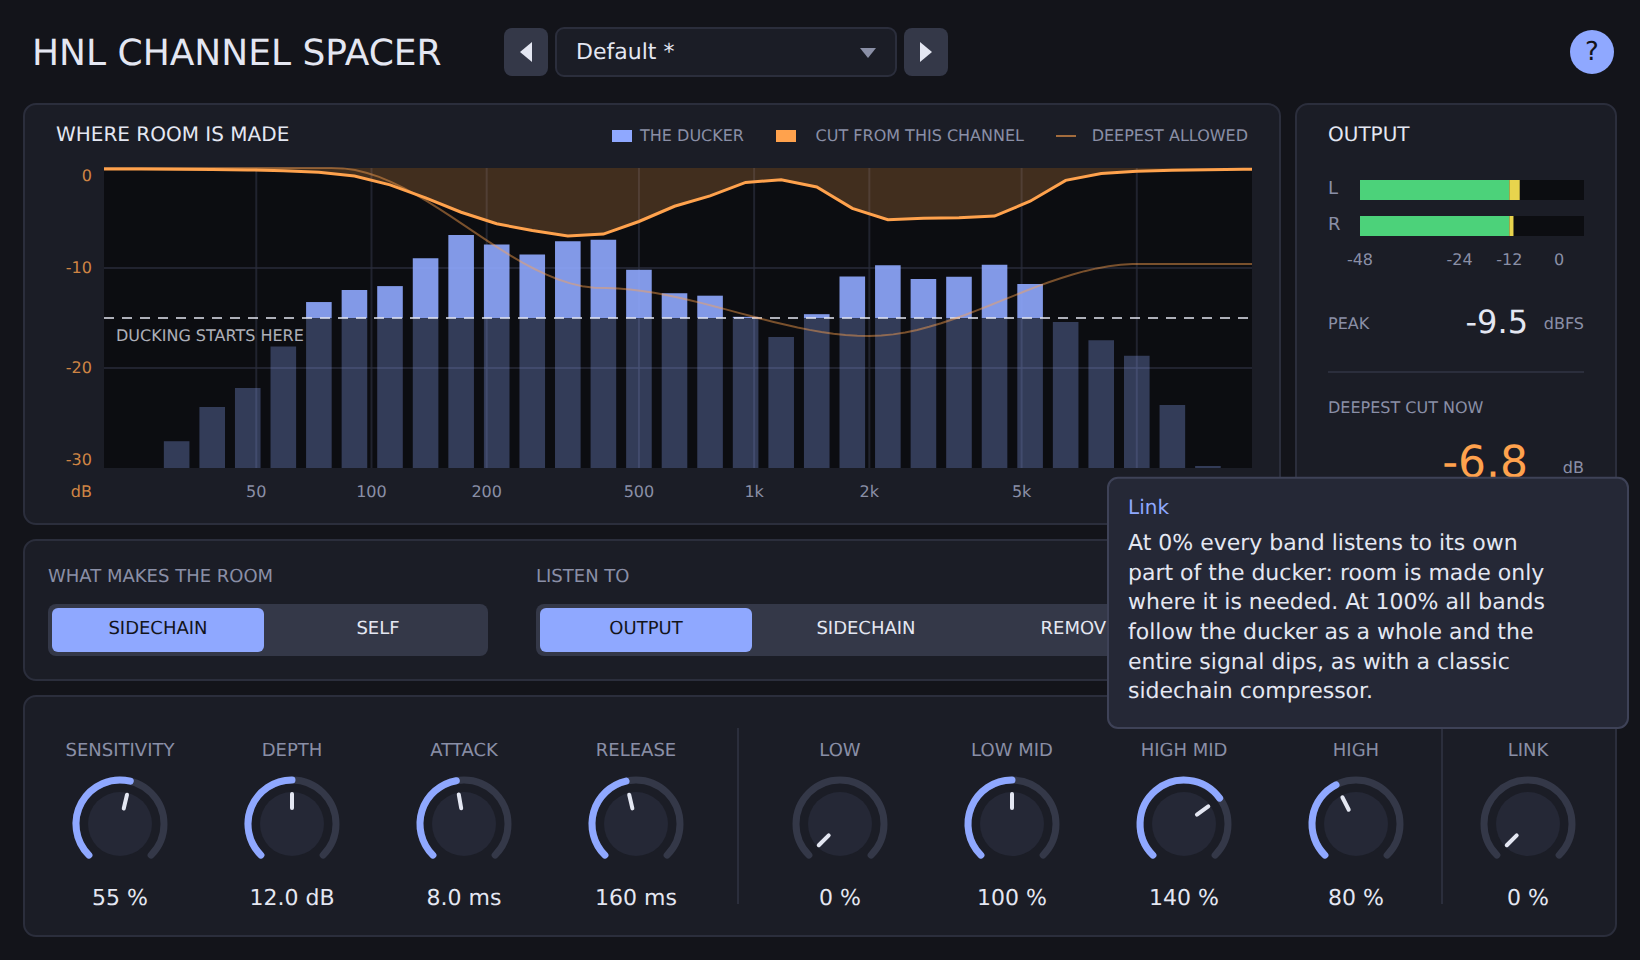 HNL CHANNEL SPACER
Default *
?
WHERE ROOM IS MADE
THE DUCKER
CUT FROM THIS CHANNEL
DEEPEST ALLOWED
0
-10
DUCKING STARTS HERE
-20
-30
dB
50
100
200
500
1k
2k
5k
OUTPUT
L
R
-48
-24
-12
0
PEAK
-9.5
dBFS
DEEPEST CUT NOW
-6.8
dB
Link
At 0% every band listens to its own
part of the ducker: room is made only
where it is needed. At 100% all bands
follow the ducker as a whole and the
entire signal dips, as with a classic
sidechain compressor.
WHAT MAKES THE ROOM
SIDECHAIN
SELF
LISTEN TO
OUTPUT
SIDECHAIN
REMOV
SENSITIVITY
DEPTH
ATTACK
RELEASE
LOW
LOW MID
HIGH MID
HIGH
LINK
55 %
12.0 dB
8.0 ms
160 ms
0 %
100 %
140 %
80 %
0 %